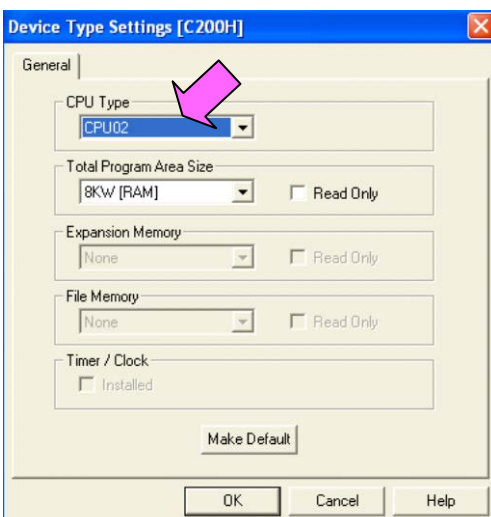 Device Type Settings [C200H]
General
CPU Type
CPU02
Total Program Area Size
8KW [RAM]
Read Only
Expansion Memory
None
Read Only
File Memory
None
Read Only
Timer / Clock
Installed
Make Default
OK
Cancel
Help